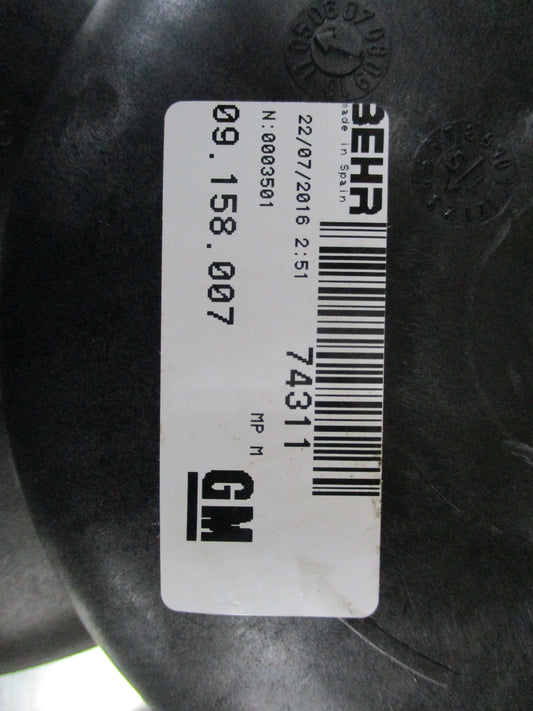 BEHR
made in Spain
22/07/2016 2:51
74311
N:0003501
MP M
09.158.007
GM